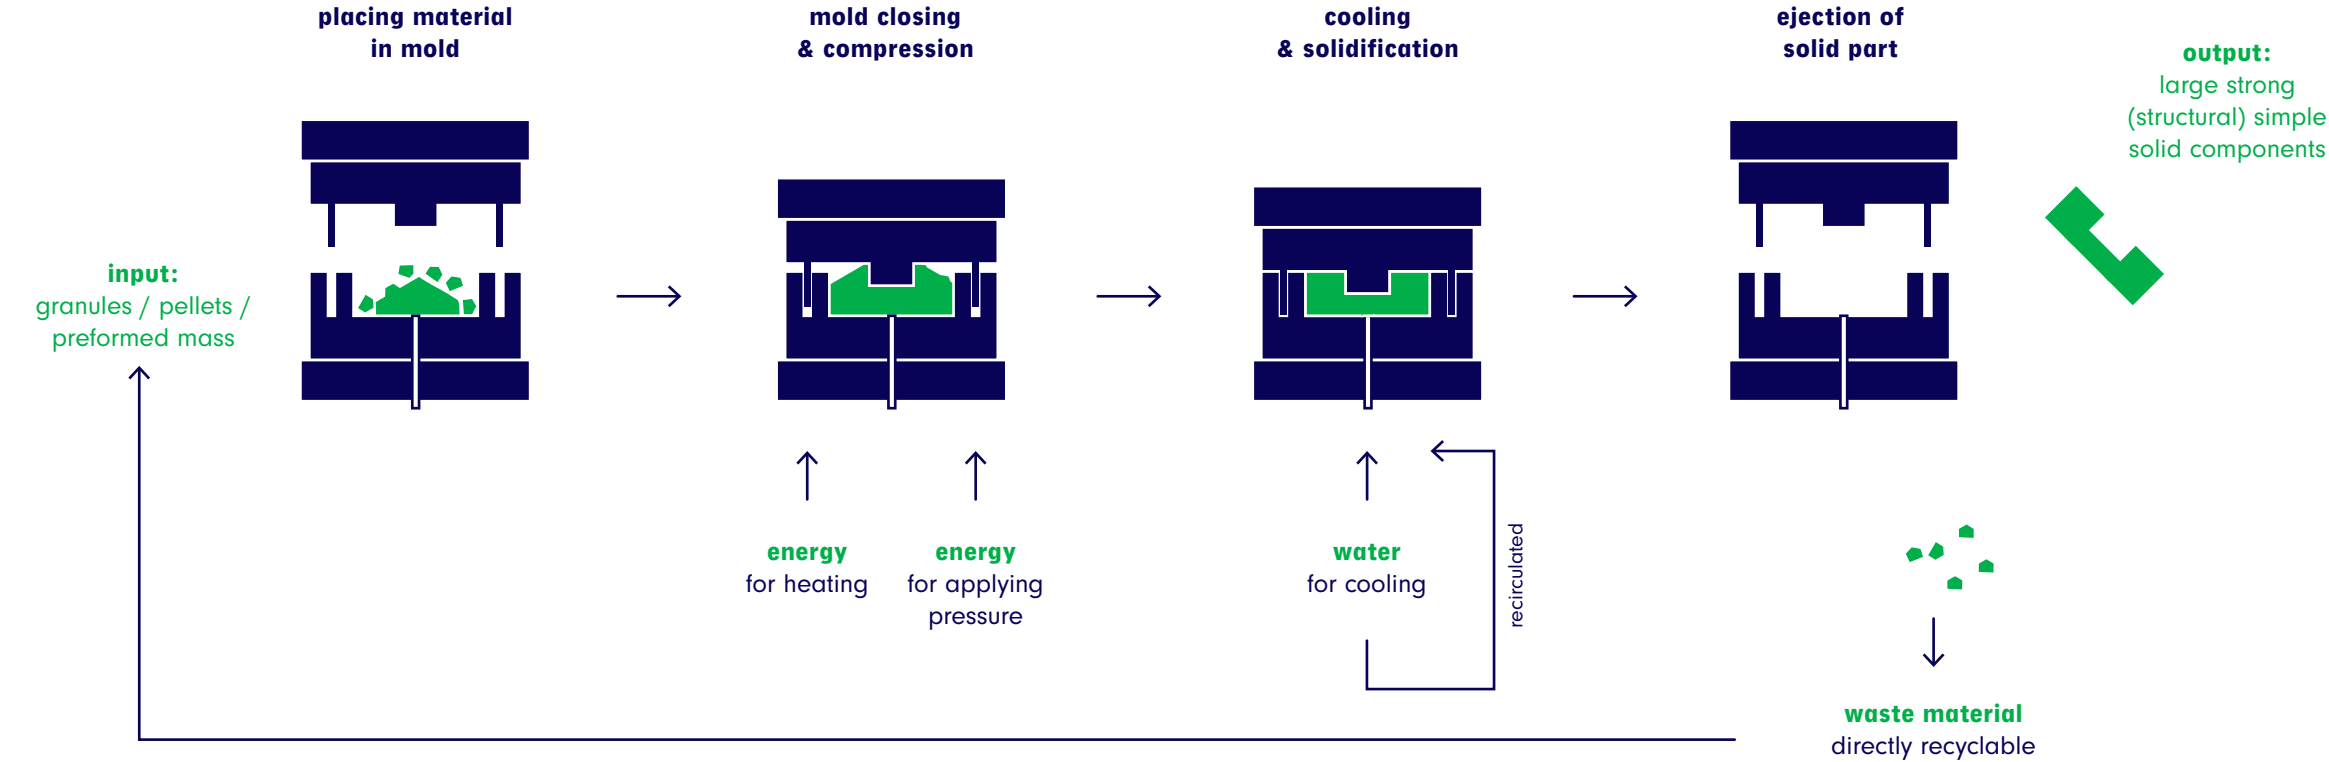 placing material
in mold
mold closing
& compression
cooling
& solidification
ejection of
solid part
output:
large strong
(structural) simple
solid components
input:
granules / pellets /
preformed mass
energy
for heating
energy
for applying
pressure
water
for cooling
recirculated
waste material
directly recyclable